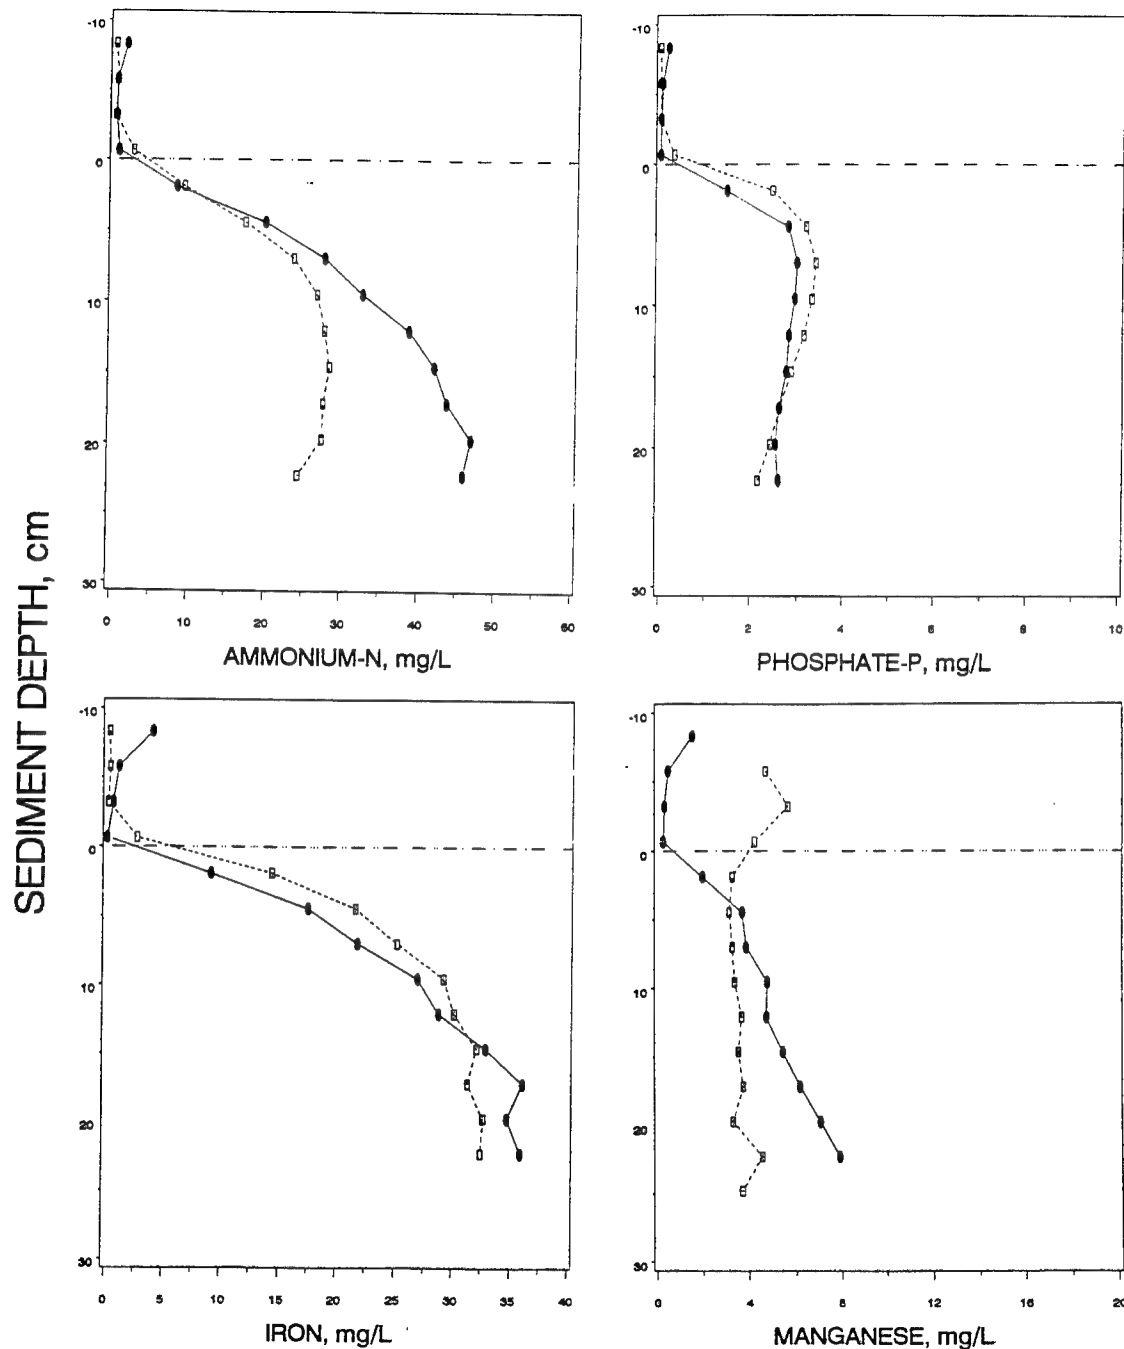 SEDIMENT DEPTH, cm
-10
0
10
20
30
0 10 20 30 40 50 60
AMMONIUM-N, mg/L
-10
0
10
20
30
0 2 4 6 8 10
PHOSPHATE-P, mg/L
-10
0
10
20
30
0 5 10 15 20 25 30 35 40
IRON, mg/L
-10
0
10
20
30
0 4 8 12 16 20
MANGANESE, mg/L